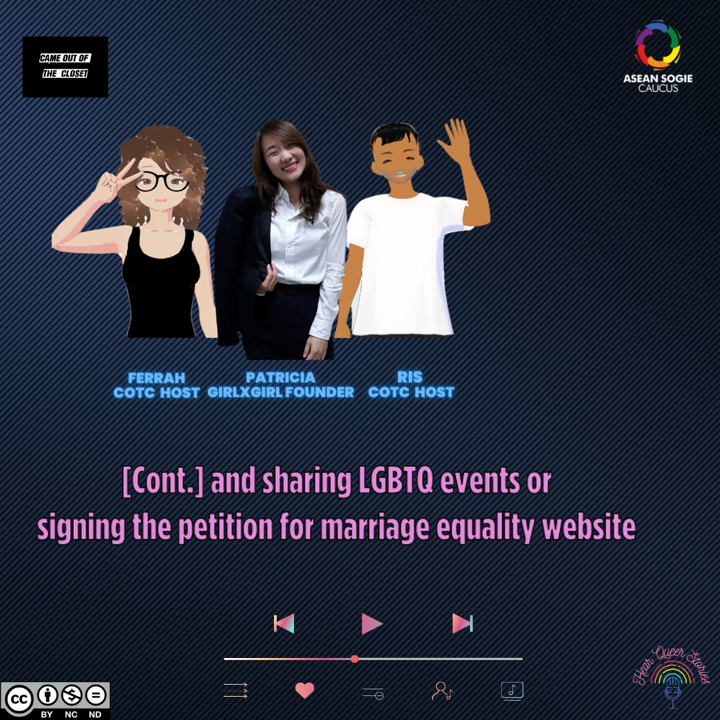 CAME OUT OF
THE CLOSET
ASEAN SOGIE
CAUCUS
FERRAH
COTC HOST
PATRICIA
GIRLXGIRL FOUNDER
RIS
COTC HOST
[Cont.] and sharing LGBTQ events or
signing the petition for marriage equality website
Hear Queer Stories
CC
BY NC ND